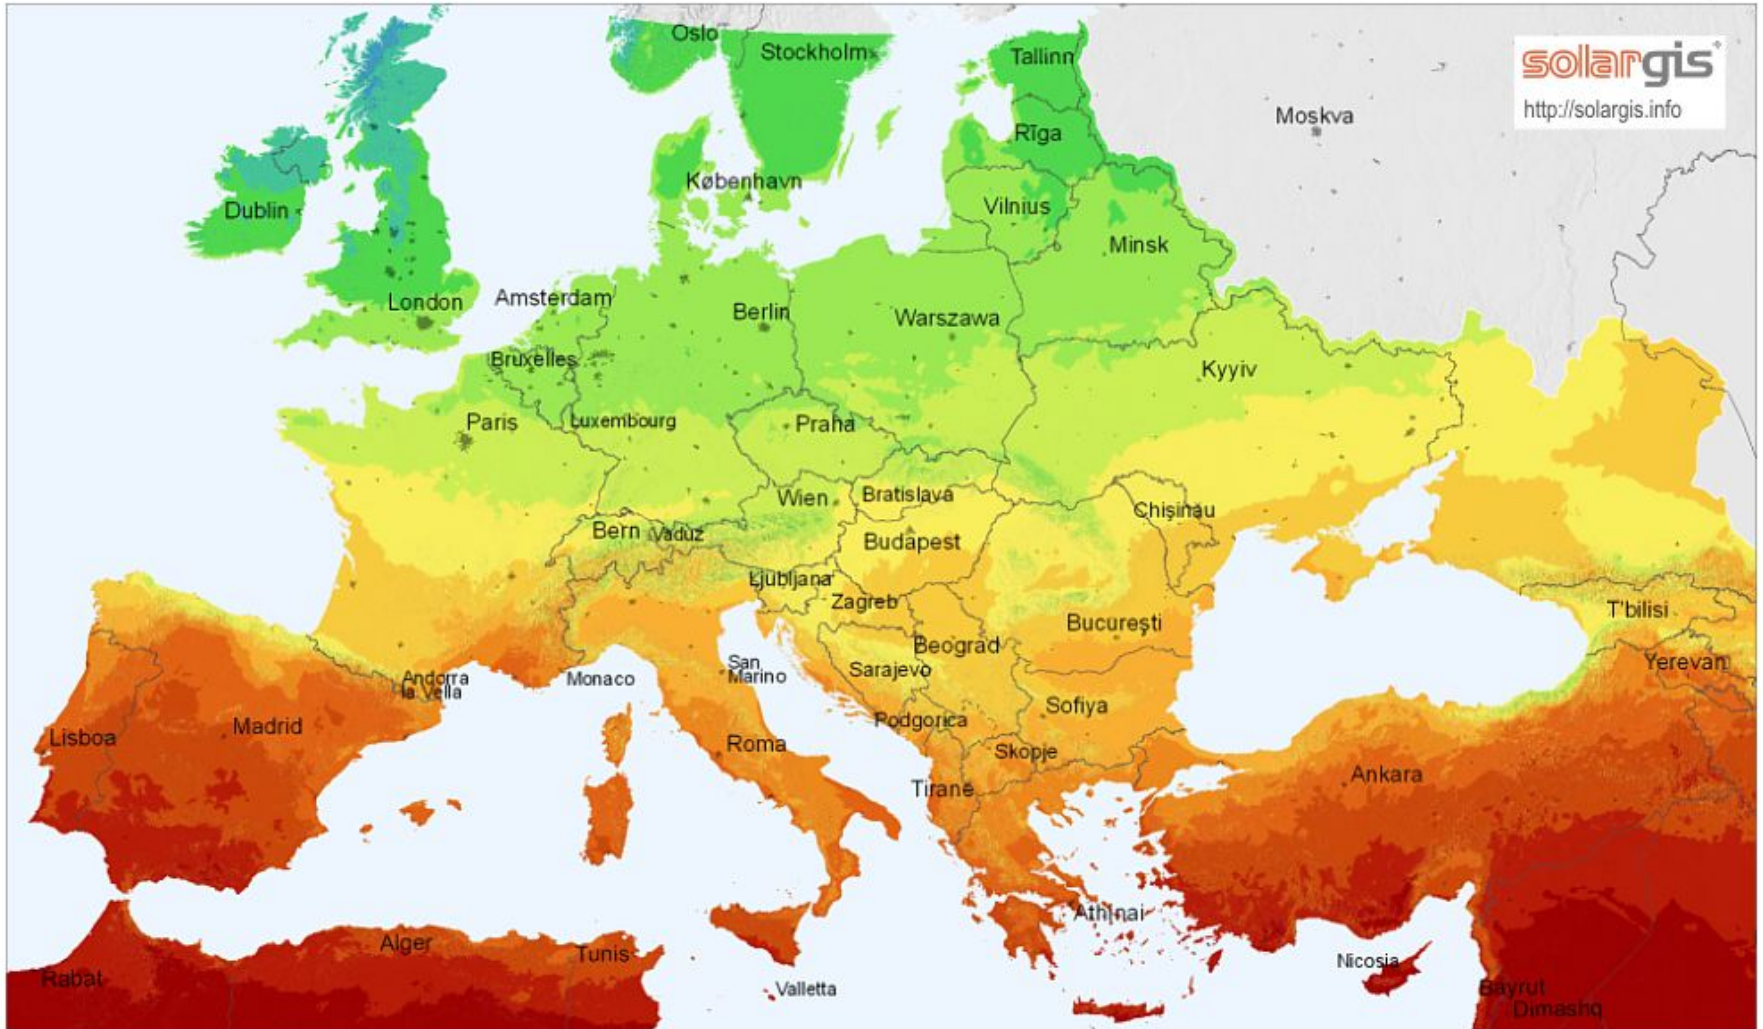 Oslo
Stockholm
Tallinn
solargis
http://solargis.info
Moskva
Rīga
København
Vilnius
Dublin
Minsk
London
Amsterdam
Berlin
Warszawa
Bruxelles
Kyyiv
Paris
Luxembourg
Praha
Wien
Bratislava
Chişinău
Bern
Vaduz
Budapest
Ljubljana
Zagreb
T'bilisi
Bucureşti
Beograd
San
Marino
Sarajevo
Yerevan
Andorra
la Vella
Monaco
Sofiya
Podgorica
Madrid
Lisboa
Roma
Skopje
Ankara
Tiranë
Athinai
Alger
Tunis
Nicosia
Rabat
Valletta
Bayrut
Dimashq